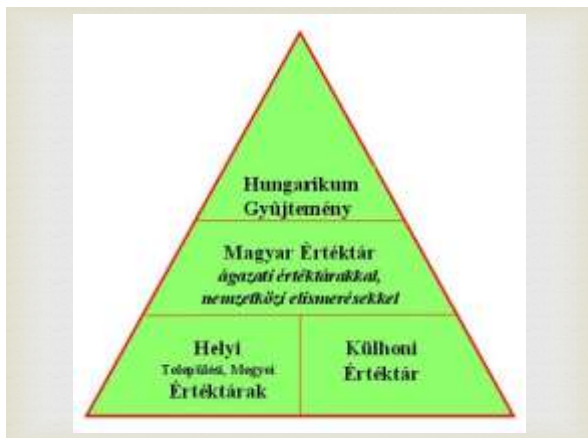 Hungarikum
Gyűjtemény
Magyar Értéktár
ágazati értéktárakkal,
nemzetközi elismerésekkel
Helyi
Települési, Megyei
Értéktárak
Külhoni
Értéktár